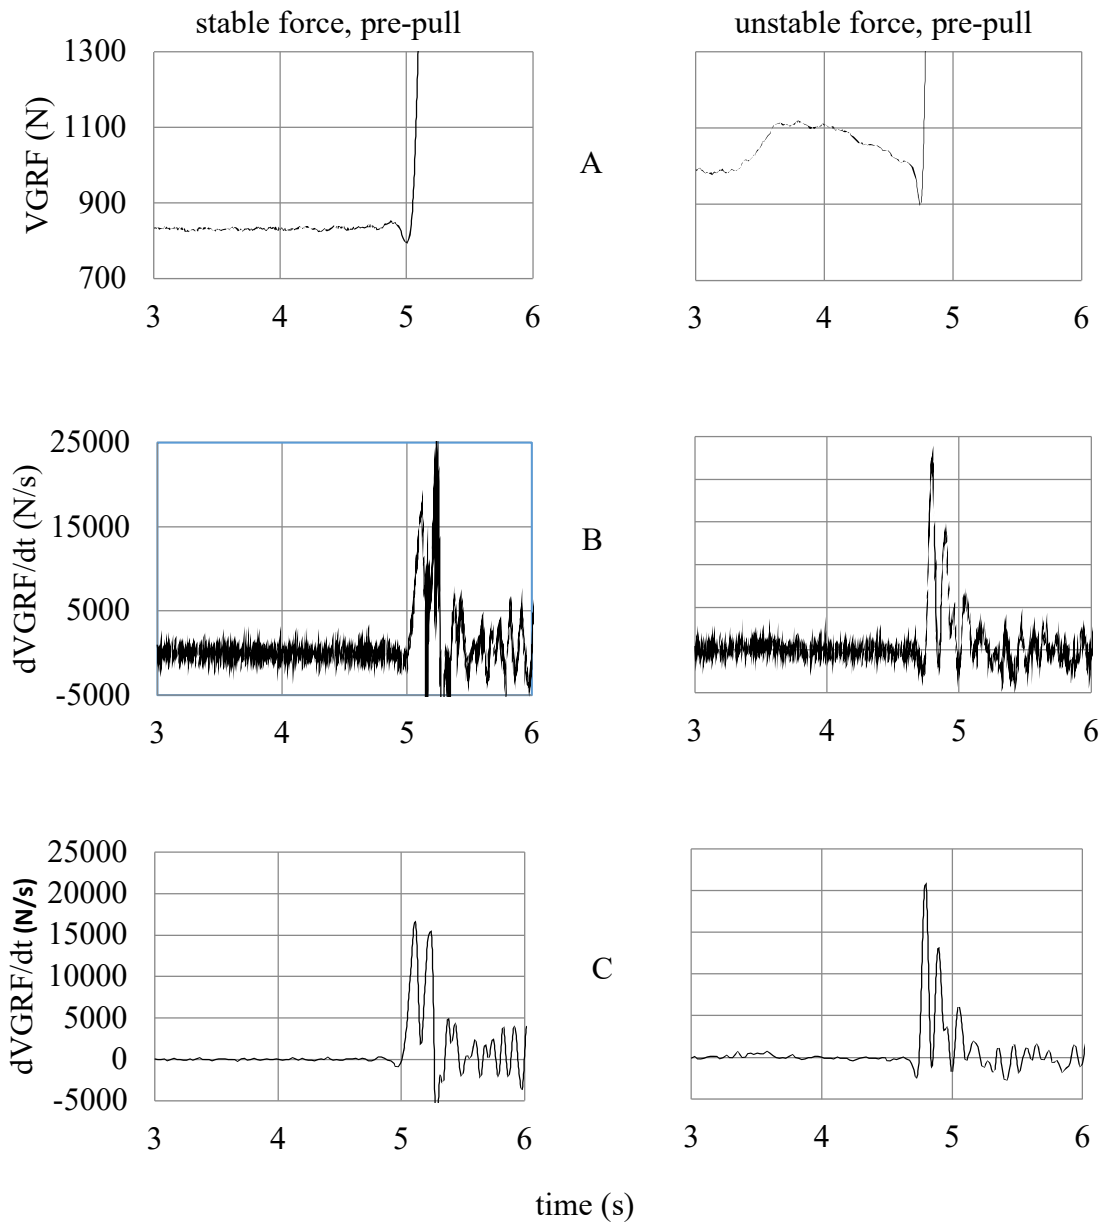 stable force, pre-pull
unstable force, pre-pull
VGRF (N)
1300
1100
900
700
3 4 5 6
A
3 4 5 6
dVGRF/dt (N/s)
25000
15000
5000
-5000
3 4 5 6
B
3 4 5 6
dVGRF/dt (N/s)
25000
20000
15000
10000
5000
0
-5000
3 4 5 6
C
3 4 5 6
time (s)